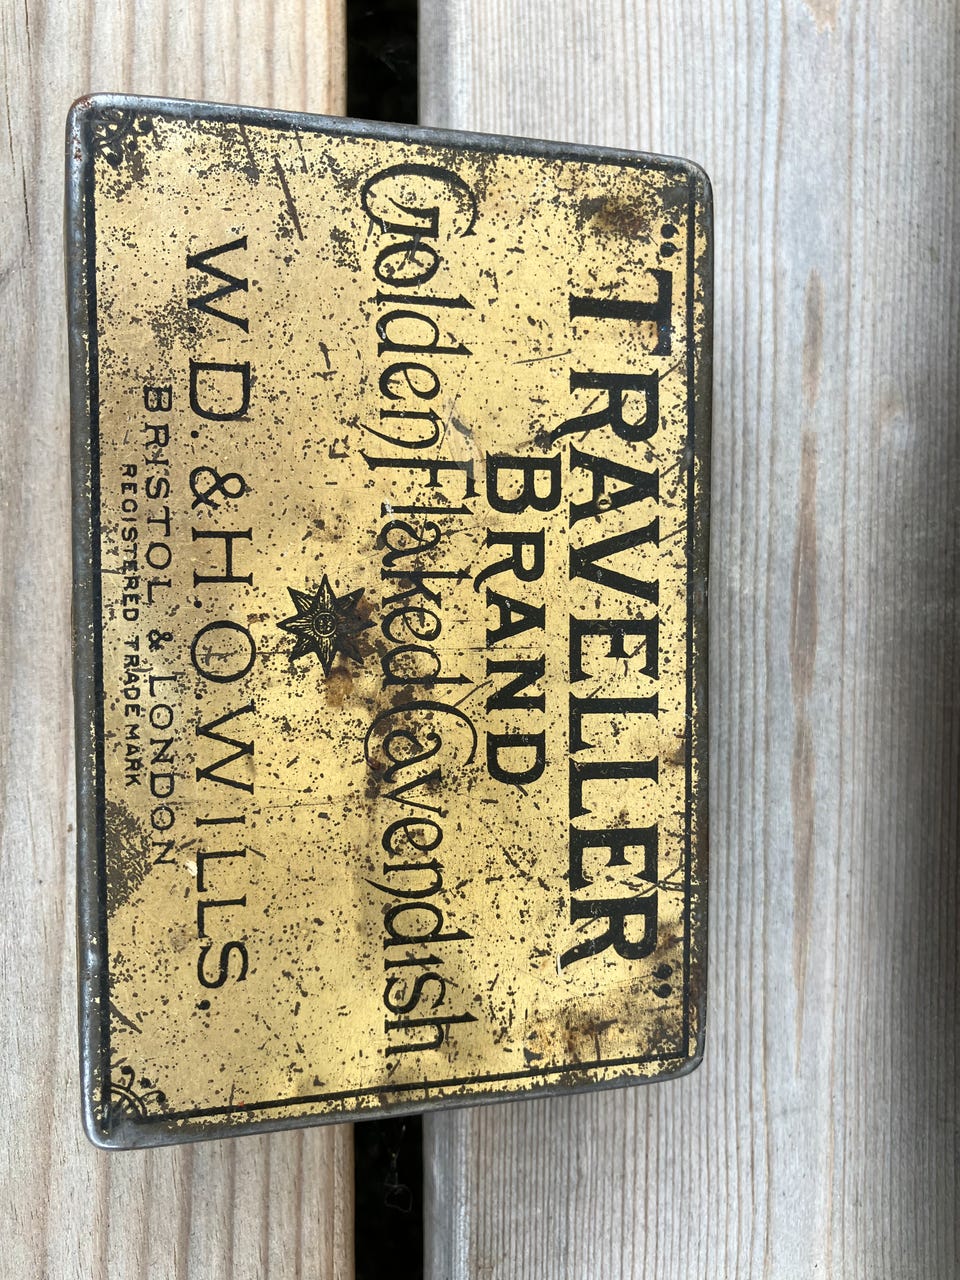 "TRAVELLER"
BRAND
Golden Flaked Cavendish.
W.D.&H.O.WILLS.
BRISTOL & LONDON
REGISTERED TRADE MARK